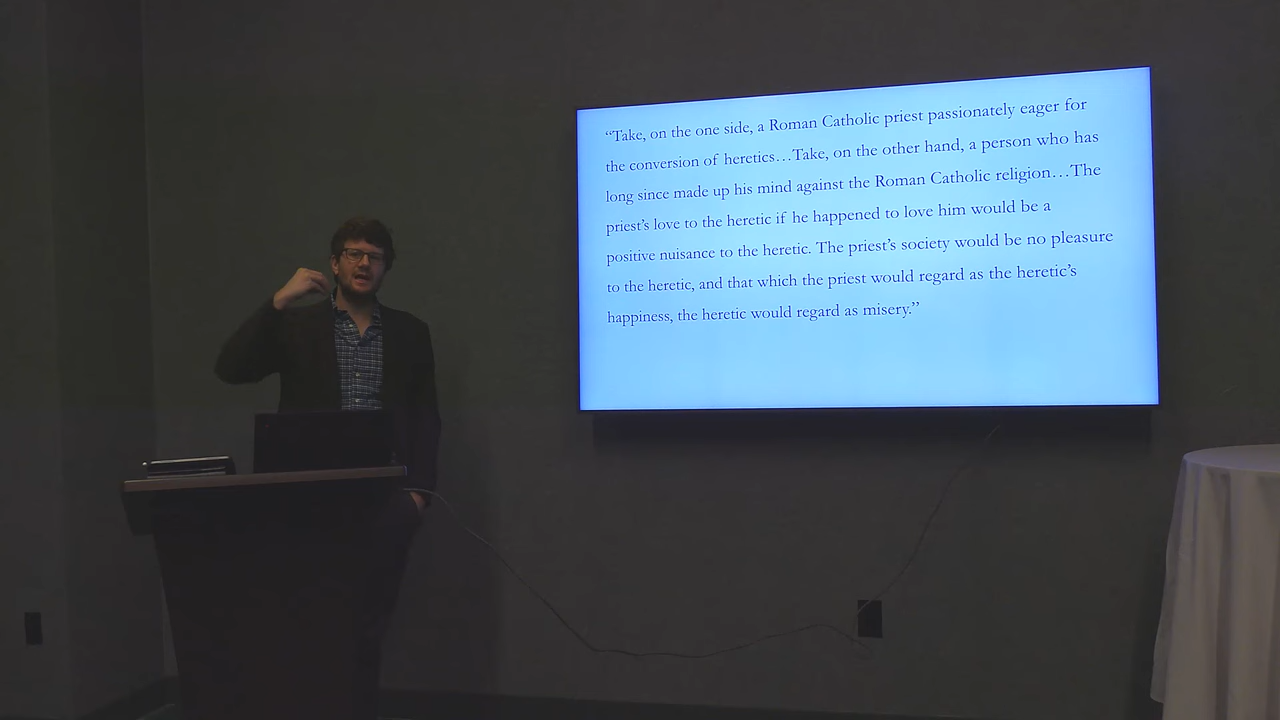 “Take, on the one side, a Roman Catholic priest passionately eager for
the conversion of heretics…Take, on the other hand, a person who has
long since made up his mind against the Roman Catholic religion…The
priest’s love to the heretic if he happened to love him would be a
positive nuisance to the heretic. The priest’s society would be no pleasure
to the heretic, and that which the priest would regard as the heretic’s
happiness, the heretic would regard as misery.”